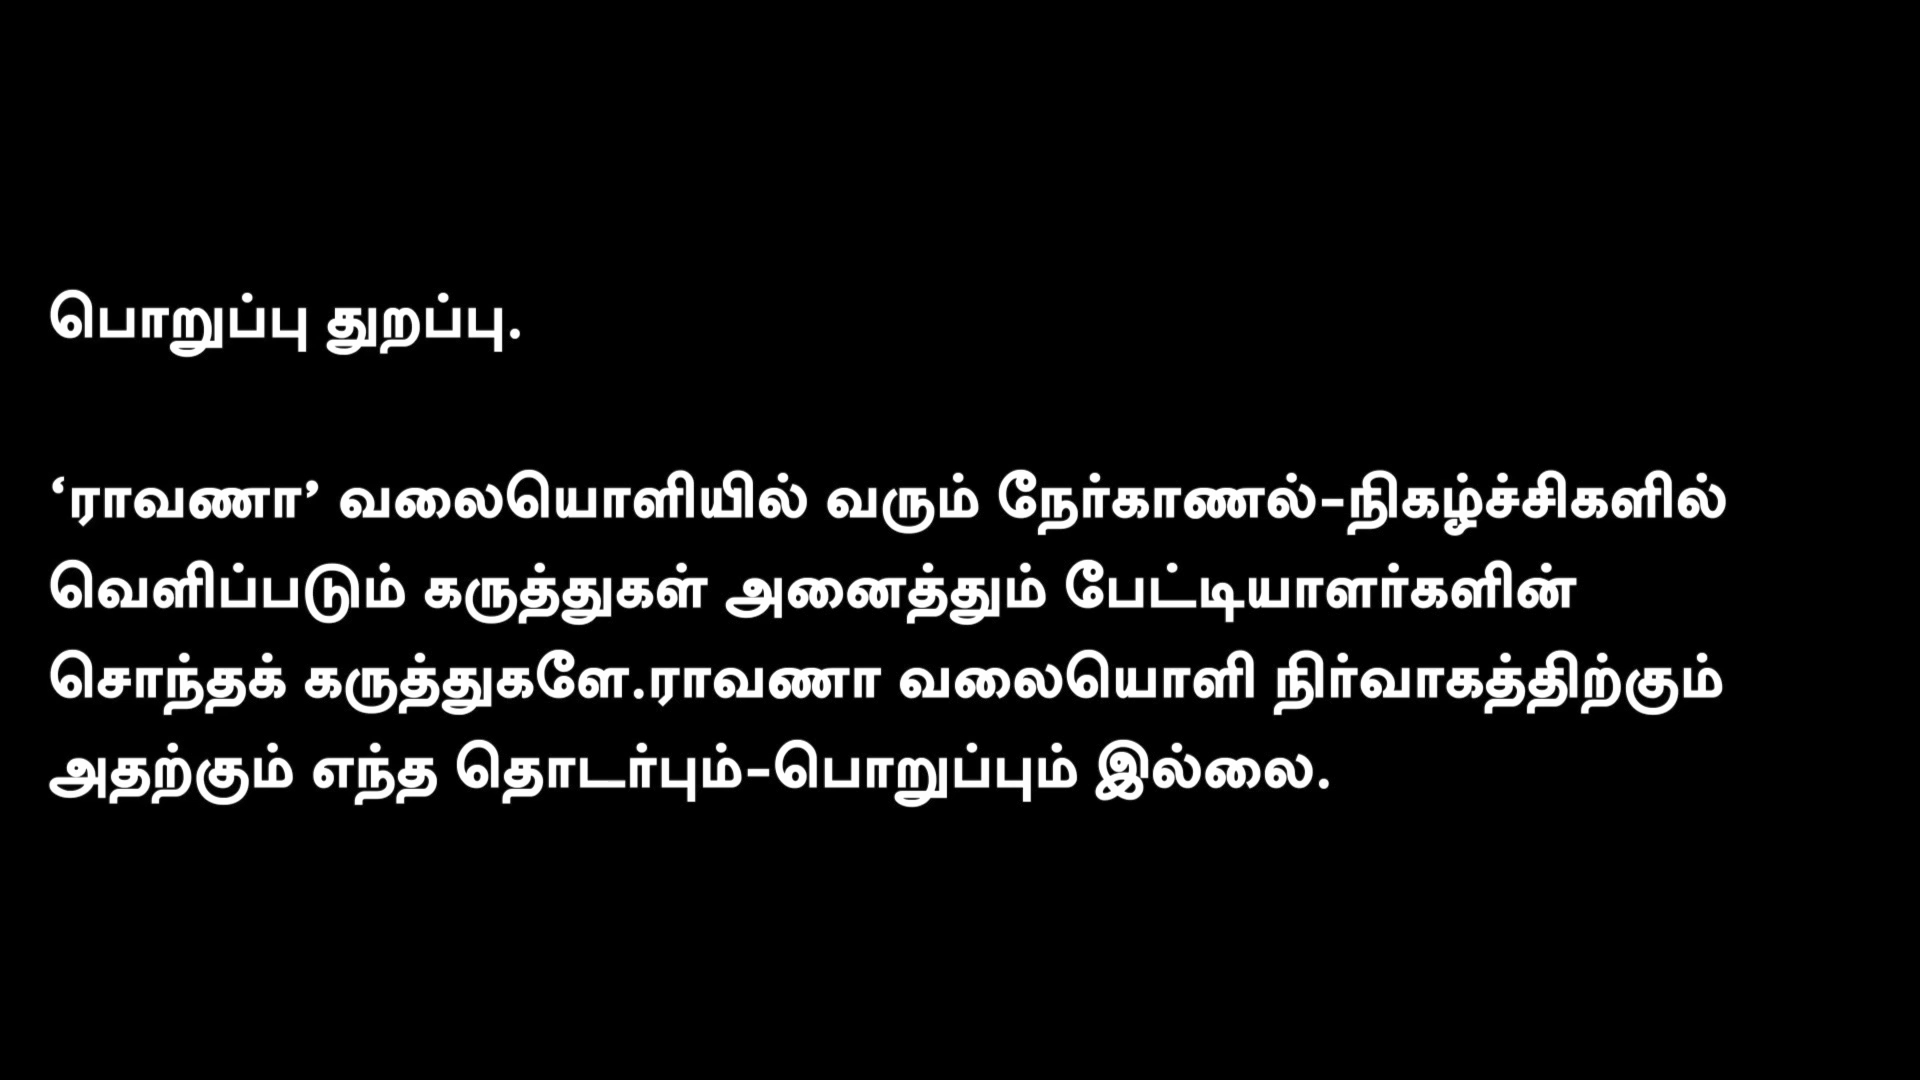 பொறுப்பு துறப்பு.
‘ராவணா’ வலையொளியில் வரும் நேர்காணல்-நிகழ்ச்சிகளில்
வெளிப்படும் கருத்துகள் அனைத்தும் பேட்டியாளர்களின்
சொந்தக் கருத்துகளே.ராவணா வலையொளி நிர்வாகத்திற்கும்
அதற்கும் எந்த தொடர்பும்-பொறுப்பும் இல்லை.